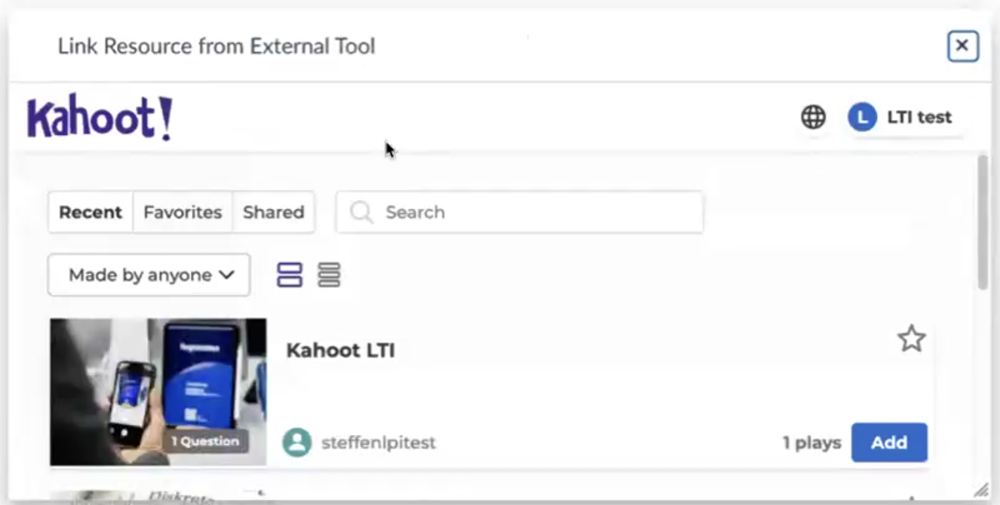 Link Resource from External Tool
Kahoot!
L LTI test
Recent Favorites Shared Search
Made by anyone
Kahoot LTI
1 Question
steffenlpitest 1 plays Add
Diskrete